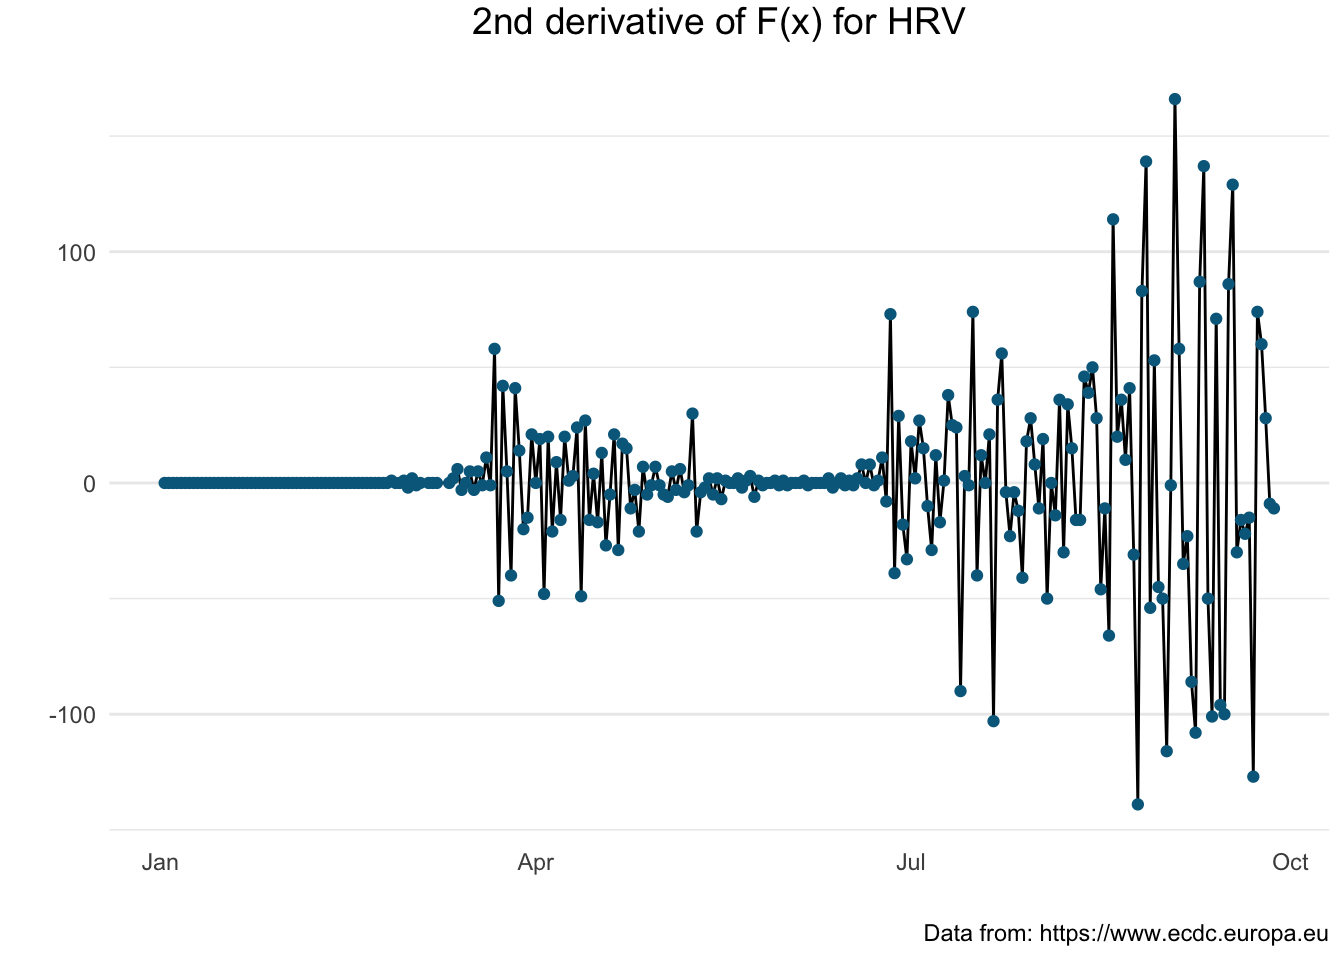 2nd derivative of F(x) for HRV
100
0
-100
Jan Apr Jul Oct
Data from: https://www.ecdc.europa.eu